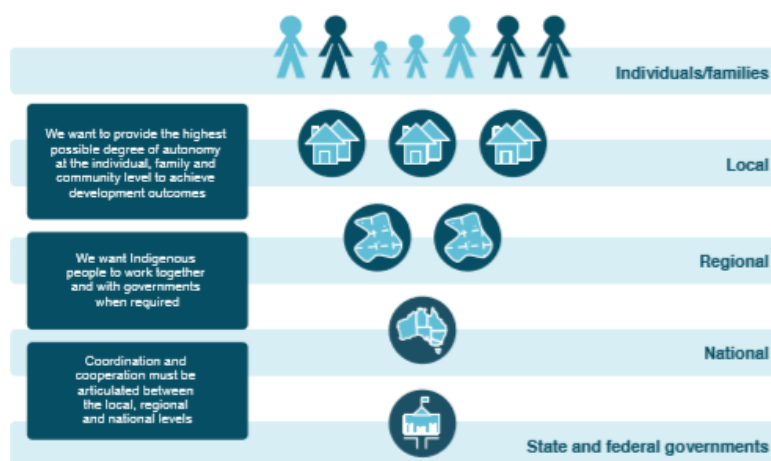 Individuals/families
We want to provide the highest
possible degree of autonomy
at the individual, family and
community level to achieve
development outcomes
Local
We want Indigenous
people to work together
and with governments
when required
Regional
National
Coordination and
cooperation must be
articulated between
the local, regional
and national levels
State and federal governments